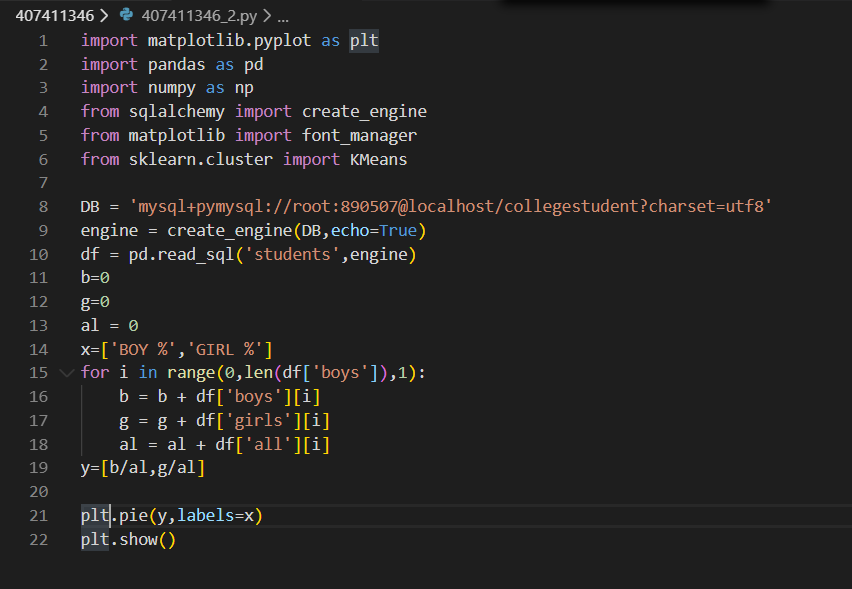 407411346 > 407411346_2.py > ...
1 import matplotlib.pyplot as plt
2 import pandas as pd
3 import numpy as np
4 from sqlalchemy import create_engine
5 from matplotlib import font_manager
6 from sklearn.cluster import KMeans
7
8 DB = 'mysql+pymysql://root:890507@localhost/collegestudent?charset=utf8'
9 engine = create_engine(DB,echo=True)
10 df = pd.read_sql('students',engine)
11 b=0
12 g=0
13 al = 0
14 x=['BOY %','GIRL %']
15 for i in range(0,len(df['boys']),1):
16     b = b + df['boys'][i]
17     g = g + df['girls'][i]
18     al = al + df['all'][i]
19 y=[b/al,g/al]
20
21 plt.pie(y,labels=x)
22 plt.show()